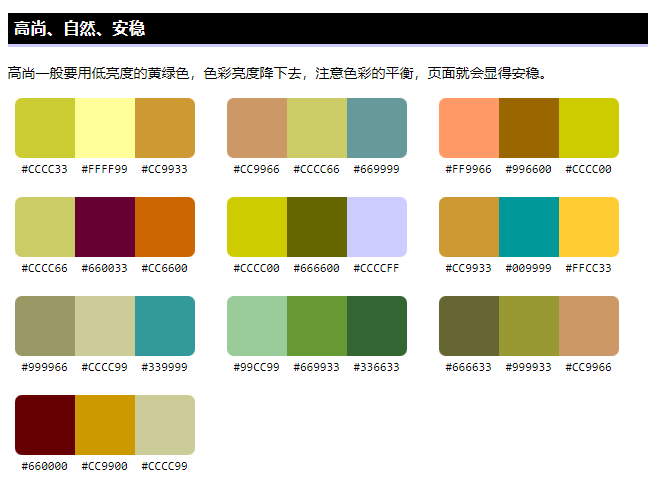 高尚、自然、安稳
高尚一般要用低亮度的黄绿色，色彩亮度降下去，注意色彩的平衡，页面就会显得安稳。
#CCCC33 #FFFF99 #CC9933 #CC9966 #CCCC66 #669999 #FF9966 #996600 #CCCC00
#CCCC66 #660033 #CC6600 #CCCC00 #666600 #CCCCFF #CC9933 #009999 #FFCC33
#999966 #CCCC99 #339999 #99CC99 #669933 #336633 #666633 #999933 #CC9966
#660000 #CC9900 #CCCC99